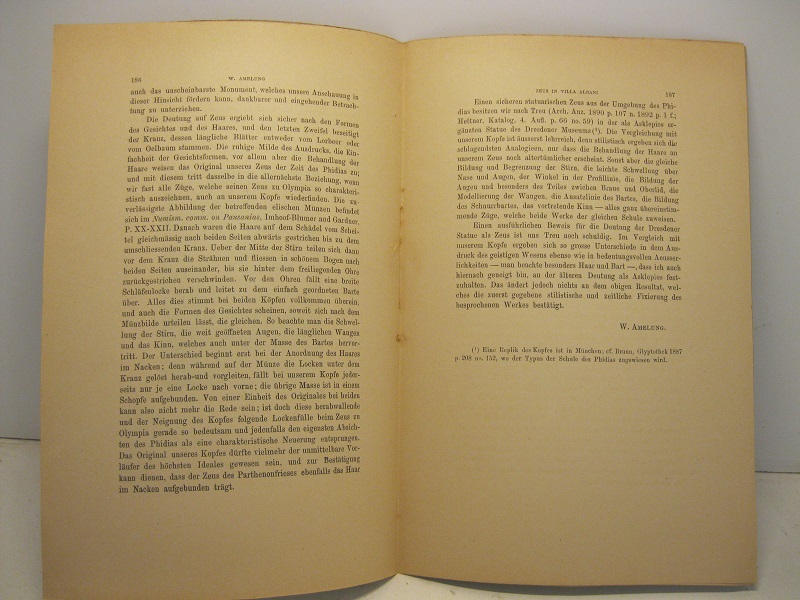 186 W. AMELUNG
auch das unscheinbarste Monument, welches unsere Anschauung in
dieser Hinsicht fördern kann, dankbarer und eingehender Betrach-
tung zu unterziehen.
Die Deutung auf Zeus ergiebt sich sicher nach den Formen
des Gesichtes und des Haares, und den letzten Zweifel beseitigt
der Kranz, dessen längliche Blätter entweder vom Lorbeer oder
vom Oelbaum stammen. Die ruhige Milde des Ausdrucks, die Ein-
fachheit der Gesichtsformen, vor allem aber die Behandlung der
Haare weisen das Original unseres Zeus der Zeit des Phidias zu;
und mit diesem tritt dasselbe in die allernächste Beziehung, wenn
wir fast alle Züge, welche seinen Zeus zu Olympia so charakteri-
stisch auszeichnen, auch an unserem Kopfe wiederfinden. Die zu-
verlässigste Abbildung der betreffenden elischen Münzen befindet
sich im Numism. comm. on Pausanias, Imhoof-Blumer and Gardner,
P. XX-XXII. Danach waren die Haare auf dem Schädel vom Schei-
tel gleichmässig nach beiden Seiten abwärts gestrichen bis zu dem
umschliessenden Kranz. Ueber der Mitte der Stirn teilen sich dann
vor dem Kranz die Strähnen und fliessen in schönem Bogen nach
beiden Seiten auseinander, bis sie hinter dem freiliegenden Ohre
zurückgestrichen verschwinden. Vor den Ohren fällt eine breite
Schläfenlocke herab und leitet zu dem einfach geordneten Barte
über. Alles dies stimmt bei beiden Köpfen vollkommen überein,
und auch die Formen des Gesichtes scheinen, soweit sich nach dem
Münzbilde urteilen lässt, die gleichen. So beachte man die Schwel-
lung der Stirn, die weit geöffneten Augen, die länglichen Wangen
und das Kinn, welches auch unter der Masse des Bartes hervor-
tritt. Der Unterschied beginnt erst bei der Anordnung des Haares
im Nacken; denn während auf der Münze die Locken unter dem
Kranz gelöst herab-und vorgleiten, fällt bei unserem Kopfe jeder-
seits nur je eine Locke nach vorne; die übrige Masse ist in einem
Schopfe aufgebunden. Von einer Einheit des Originales bei beiden
kann also nicht mehr die Rede sein; ist doch diese herabwallende
und der Neignung des Kopfes folgende Lockenfälle beim Zeus zu
Olympia gerade so bedeutsam und jedenfalls den eigensten Absich-
ten des Phidias als eine charakteristische Neuerung entsprungen.
Das Original unseres Kopfes dürfte vielmehr der unmittelbare Vor-
läufer des höchsten Ideales gewesen sein, und zur Bestätigung
kann dienen, dass der Zeus des Parthenonfrieses ebenfalls das Haar
im Nacken aufgebunden trägt.
ZEUS IN VILLA ALBANI 187
Einen sicheren statuarischen Zeus aus der Umgebung des Phi-
dias besitzen wir nach Treu (Arch. Anz. 1890 p. 107 n. 1892 p. 1 f.;
Hettner, Katalog, 4. Aufl. p. 66 no. 59) in der als Asklepios er-
gänzten Statue des Dresdener Museums (¹). Die Vergleichung mit
unserem Kopf ist äusserst lehrreich, denn stilistisch ergeben sich die
schlagendsten Analogieen, nur dass die Behandlung der Haare an
unserem Zeus noch altertümlicher erscheint. Sonst aber die gleiche
Bildung und Begrenzung der Stirn, die leichte Schwellung über
Nase und Augen, der Winkel in der Profillinie, die Bildung der
Augen und besonders des Teiles zwischen Braue und Oberlid, die
Modellierung der Wangen, die Ansatzlinie des Bartes, die Bildung
des Schnurbartes, das vortretende Kinn — alles ganz übereinstim-
mende Züge, welche beide Werke der gleichen Schule zuweisen.
Einen ausführlichen Beweis für die Deutung der Dresdener
Statue als Zeus ist uns Treu noch schuldig. Im Vergleich mit
unserem Kopfe ergeben sich so grosse Unterschiede in dem Aus-
druck des geistigen Wesens ebenso wie in bedeutungsvollen Aeusser-
lichkeiten — man beachte besonders Haar und Bart —, dass ich auch
hiernach geneigt bin, an der älteren Deutung als Asklepios fest-
zuhalten. Das ändert jedoch nichts an dem obigen Resultat, wel-
ches die zuerst gegebene stilistische und zeitliche Fixierung des
besprochenen Werkes bestätigt.
W. AMELUNG.
(¹) Eine Replik des Kopfes ist in München; cf. Brunn, Glyptothek 1887
p. 208 no. 152, wo der Typus der Schule des Phidias zugewiesen wird.